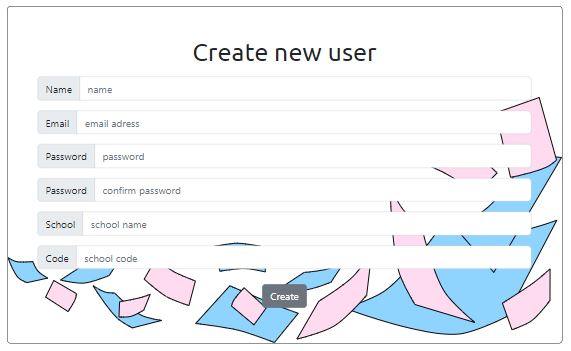 Create new user
Name name
Email email adress
Password password
Password confirm password
School school name
Code school code
Create